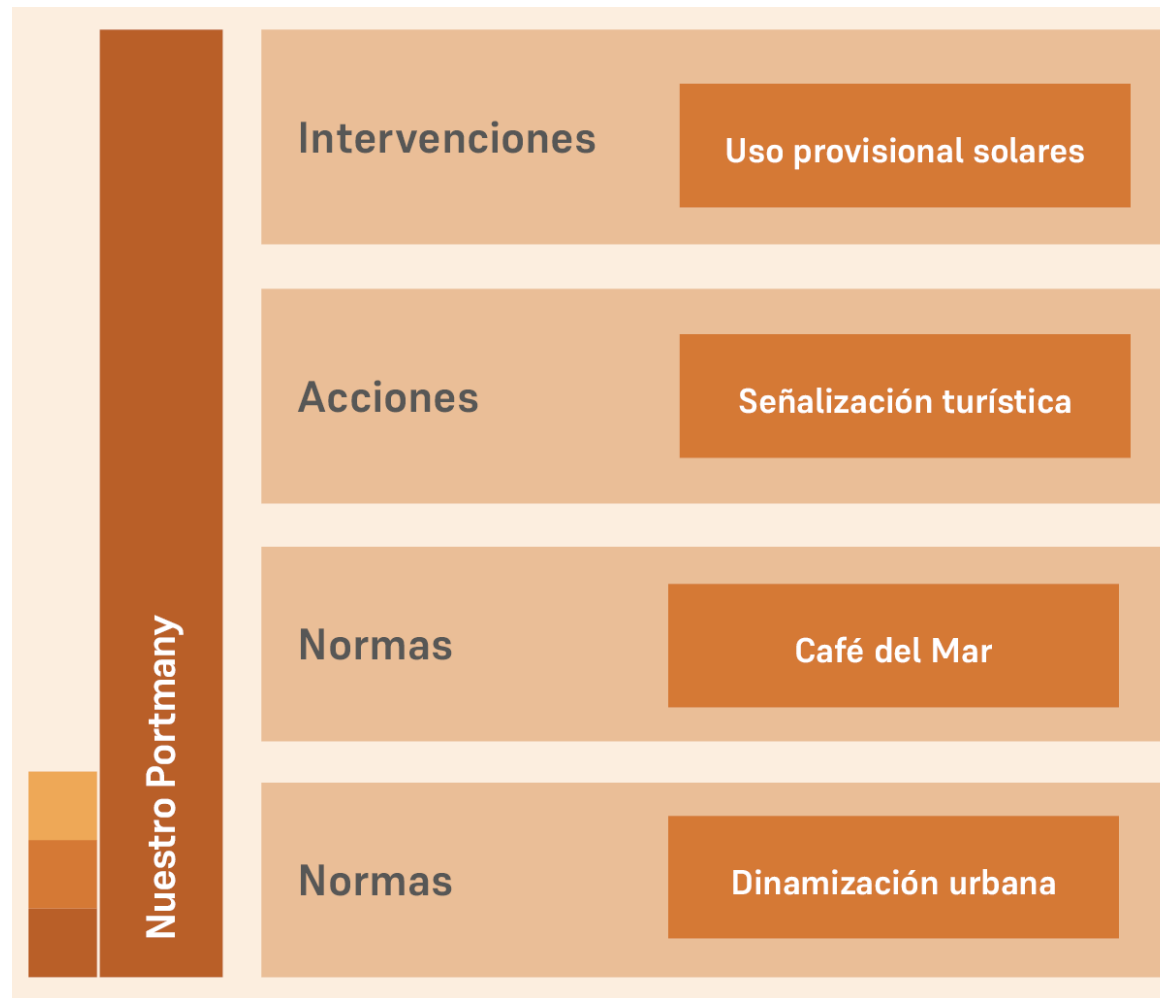 Nuestro Portmany
Intervenciones
Uso provisional solares
Acciones
Señalización turística
Normas
Café del Mar
Normas
Dinamización urbana